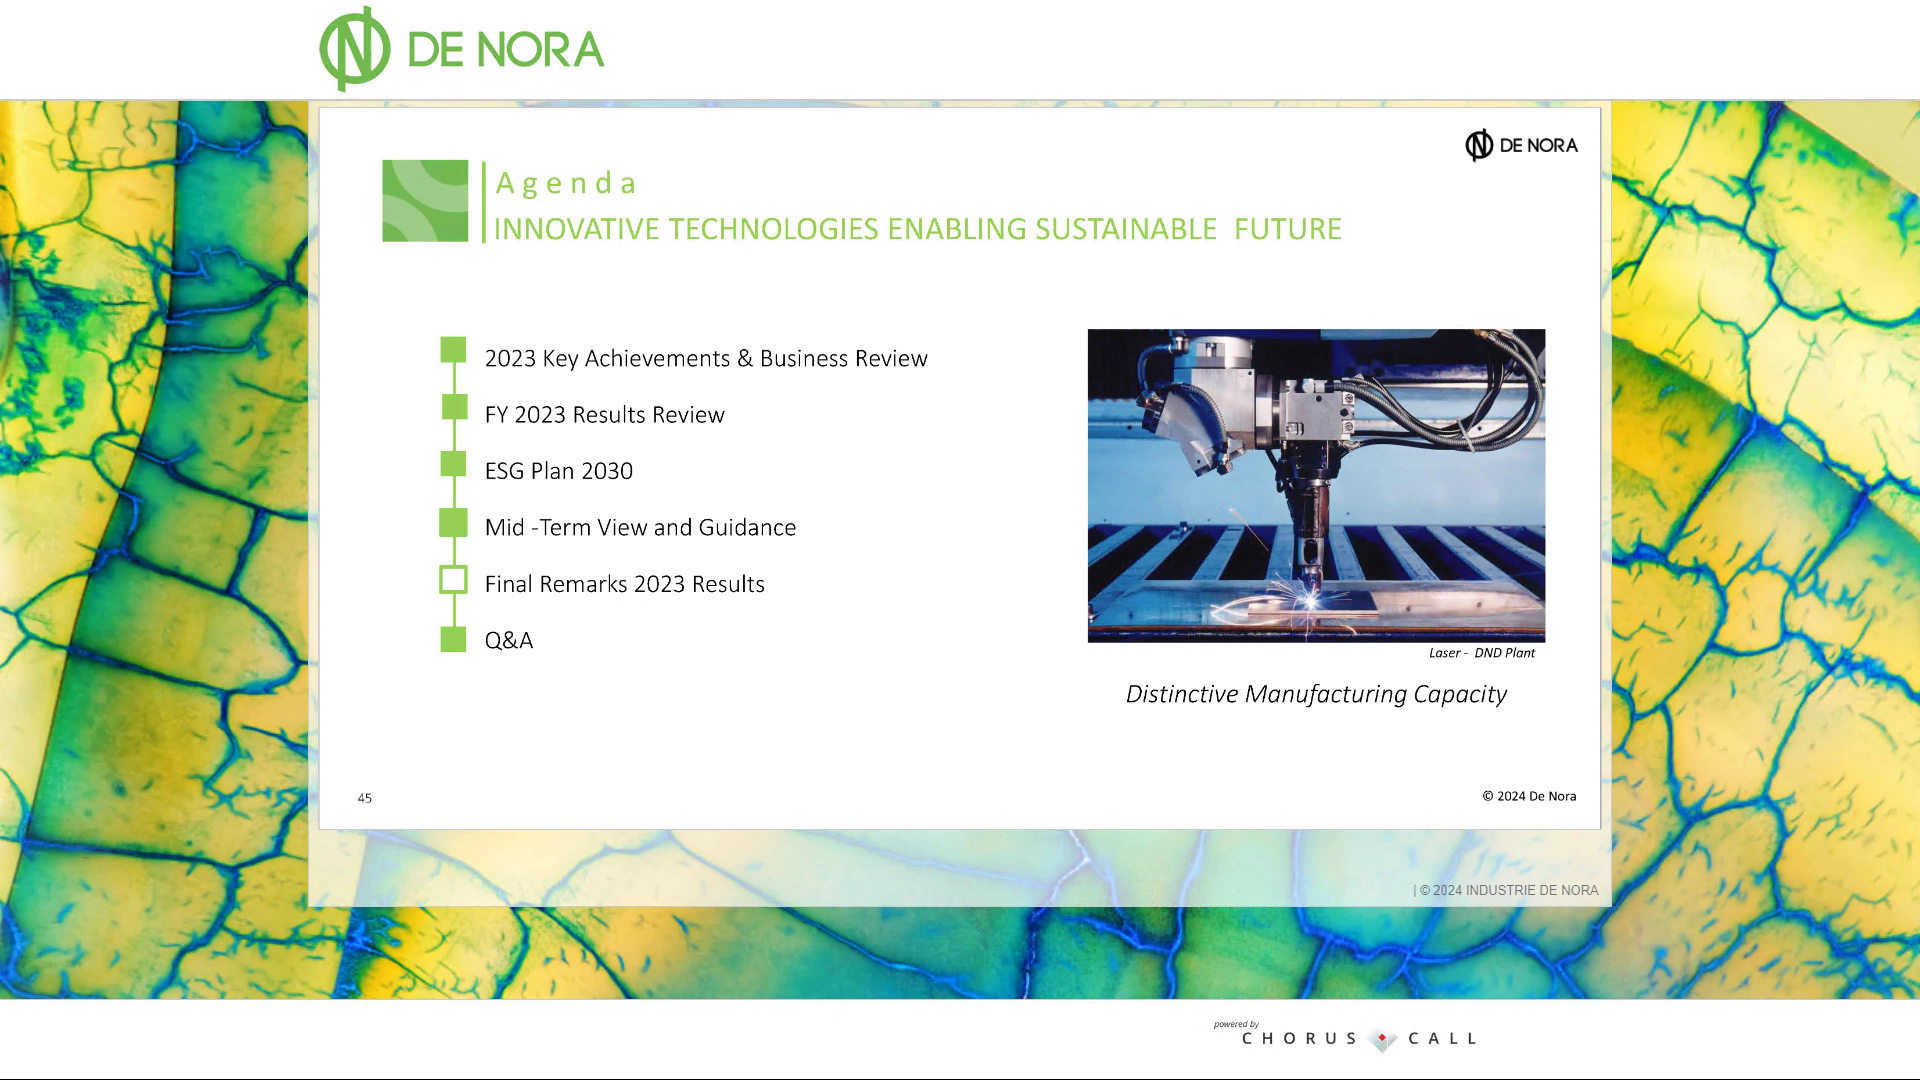 DE NORA
DE NORA
Agenda
INNOVATIVE TECHNOLOGIES ENABLING SUSTAINABLE FUTURE
2023 Key Achievements & Business Review
FY 2023 Results Review
ESG Plan 2030
Mid -Term View and Guidance
Final Remarks 2023 Results
Q&A
Laser - DND Plant
Distinctive Manufacturing Capacity
45
© 2024 De Nora
| © 2024 INDUSTRIE DE NORA
powered by
CHORUS CALL